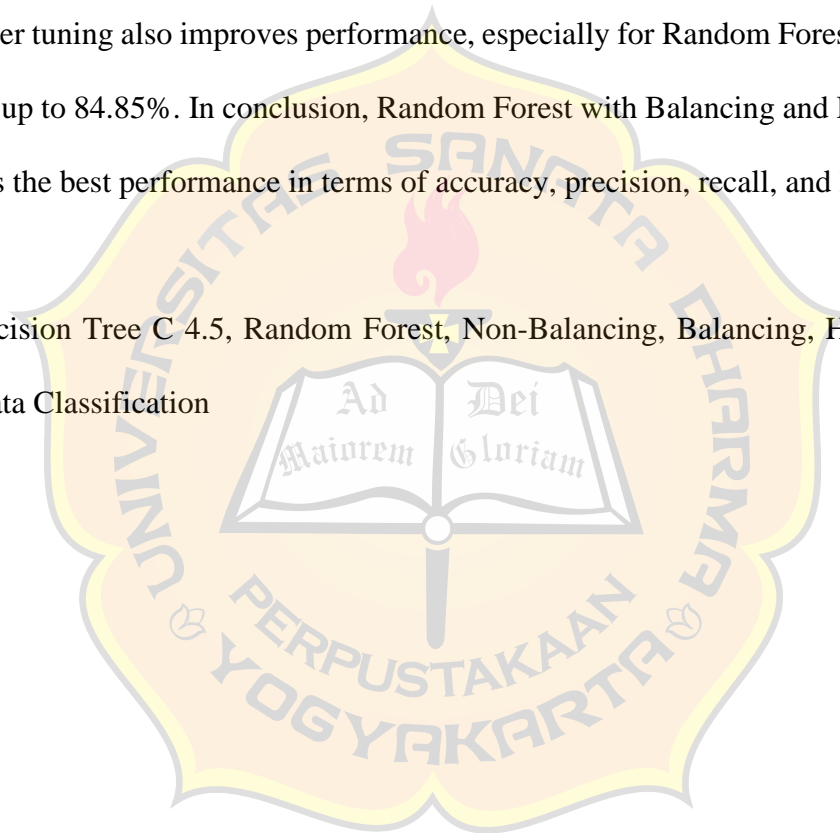 er tuning also improves performance, especially for Random Fores
up to 84.85%. In conclusion, Random Forest with Balancing and
s the best performance in terms of accuracy, precision, recall, and
cision Tree C 4.5, Random Forest, Non-Balancing, Balancing, H
ata Classification
UNIVERSITAS SANATA DHARMA
Ad Dei
Maiorem Gloriam
PERPUSTAKAAN
YOGYAKARTA